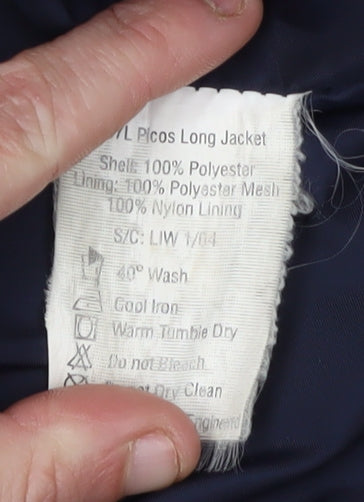 /L Picos Long Jacket
Shell: 100% Polyester
Lining: 100% Polyester Mesh
100% Nylon Lining
S/C: LIW 1/04
40° Wash
Cool Iron
Warm Tumble Dry
Do not Bleach
Dry Clean